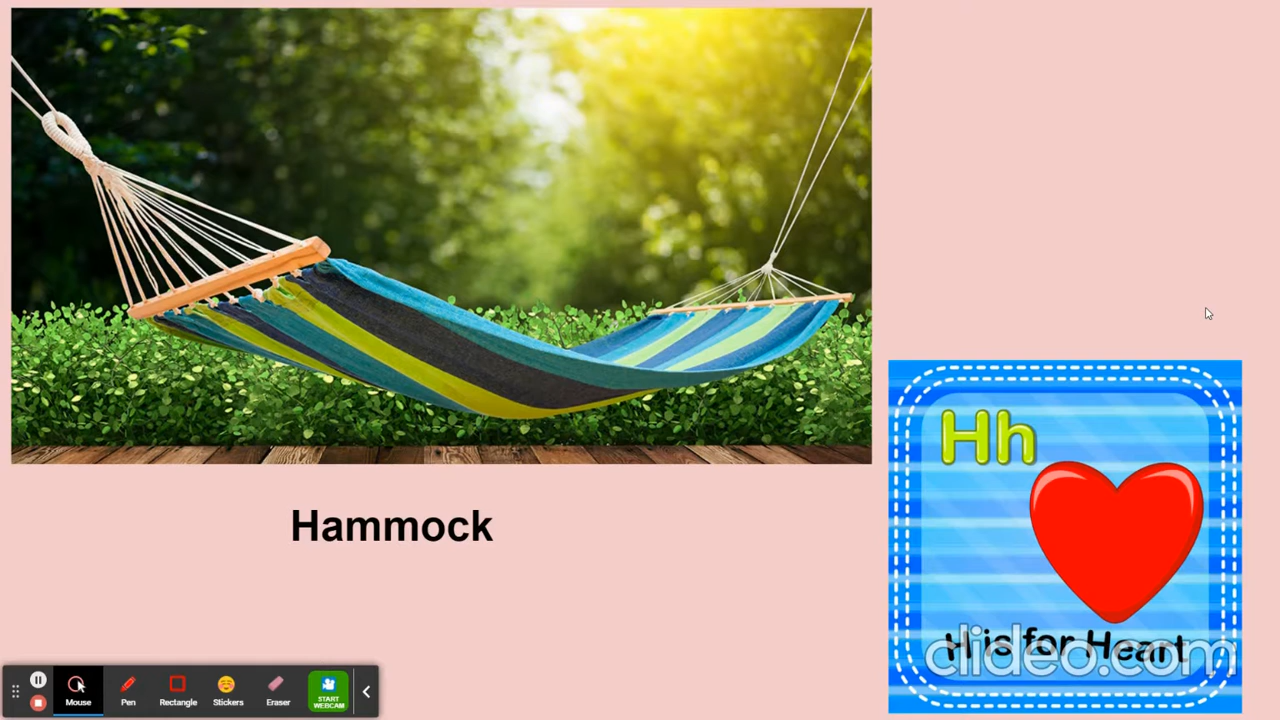 Hammock
Hh
H is for Heart
clideo.com
Mouse
Pen
Rectangle
Stickers
Eraser
START
WEBCAM